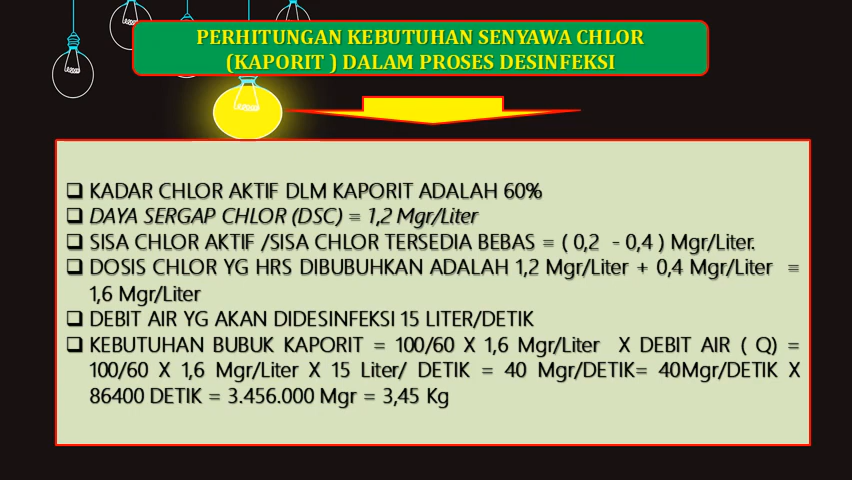 PERHITUNGAN KEBUTUHAN SENYAWA CHLOR
(KAPORIT ) DALAM PROSES DESINFEKSI
❑ KADAR CHLOR AKTIF DLM KAPORIT ADALAH 60%
❑ DAYA SERGAP CHLOR (DSC) = 1,2 Mgr/Liter
❑ SISA CHLOR AKTIF /SISA CHLOR TERSEDIA BEBAS = ( 0,2 - 0,4 ) Mgr/Liter.
❑ DOSIS CHLOR YG HRS DIBUBUHKAN ADALAH 1,2 Mgr/Liter + 0,4 Mgr/Liter =
1,6 Mgr/Liter
❑ DEBIT AIR YG AKAN DIDESINFEKSI 15 LITER/DETIK
❑ KEBUTUHAN BUBUK KAPORIT = 100/60 X 1,6 Mgr/Liter X DEBIT AIR ( Q) =
100/60 X 1,6 Mgr/Liter X 15 Liter/ DETIK = 40 Mgr/DETIK= 40Mgr/DETIK X
86400 DETIK = 3.456.000 Mgr = 3,45 Kg